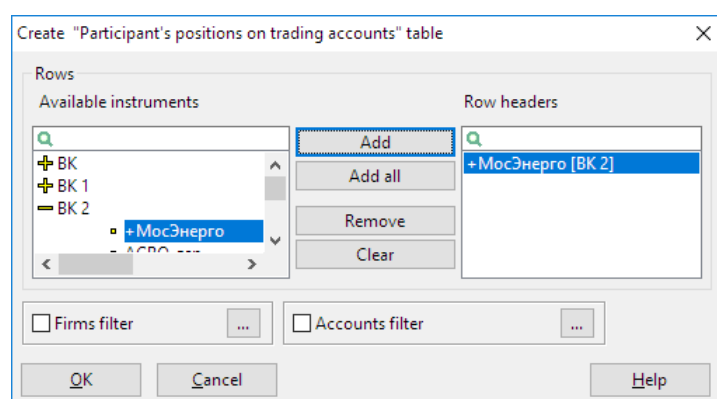 Create "Participant's positions on trading accounts" table
Rows
Available instruments
Row headers
Add
ВК
+МосЭнерго [ВК 2]
Add all
ВК 1
ВК 2
Remove
+МосЭнерго
Clear
Firms filter
...
Accounts filter
...
OK
Cancel
Help